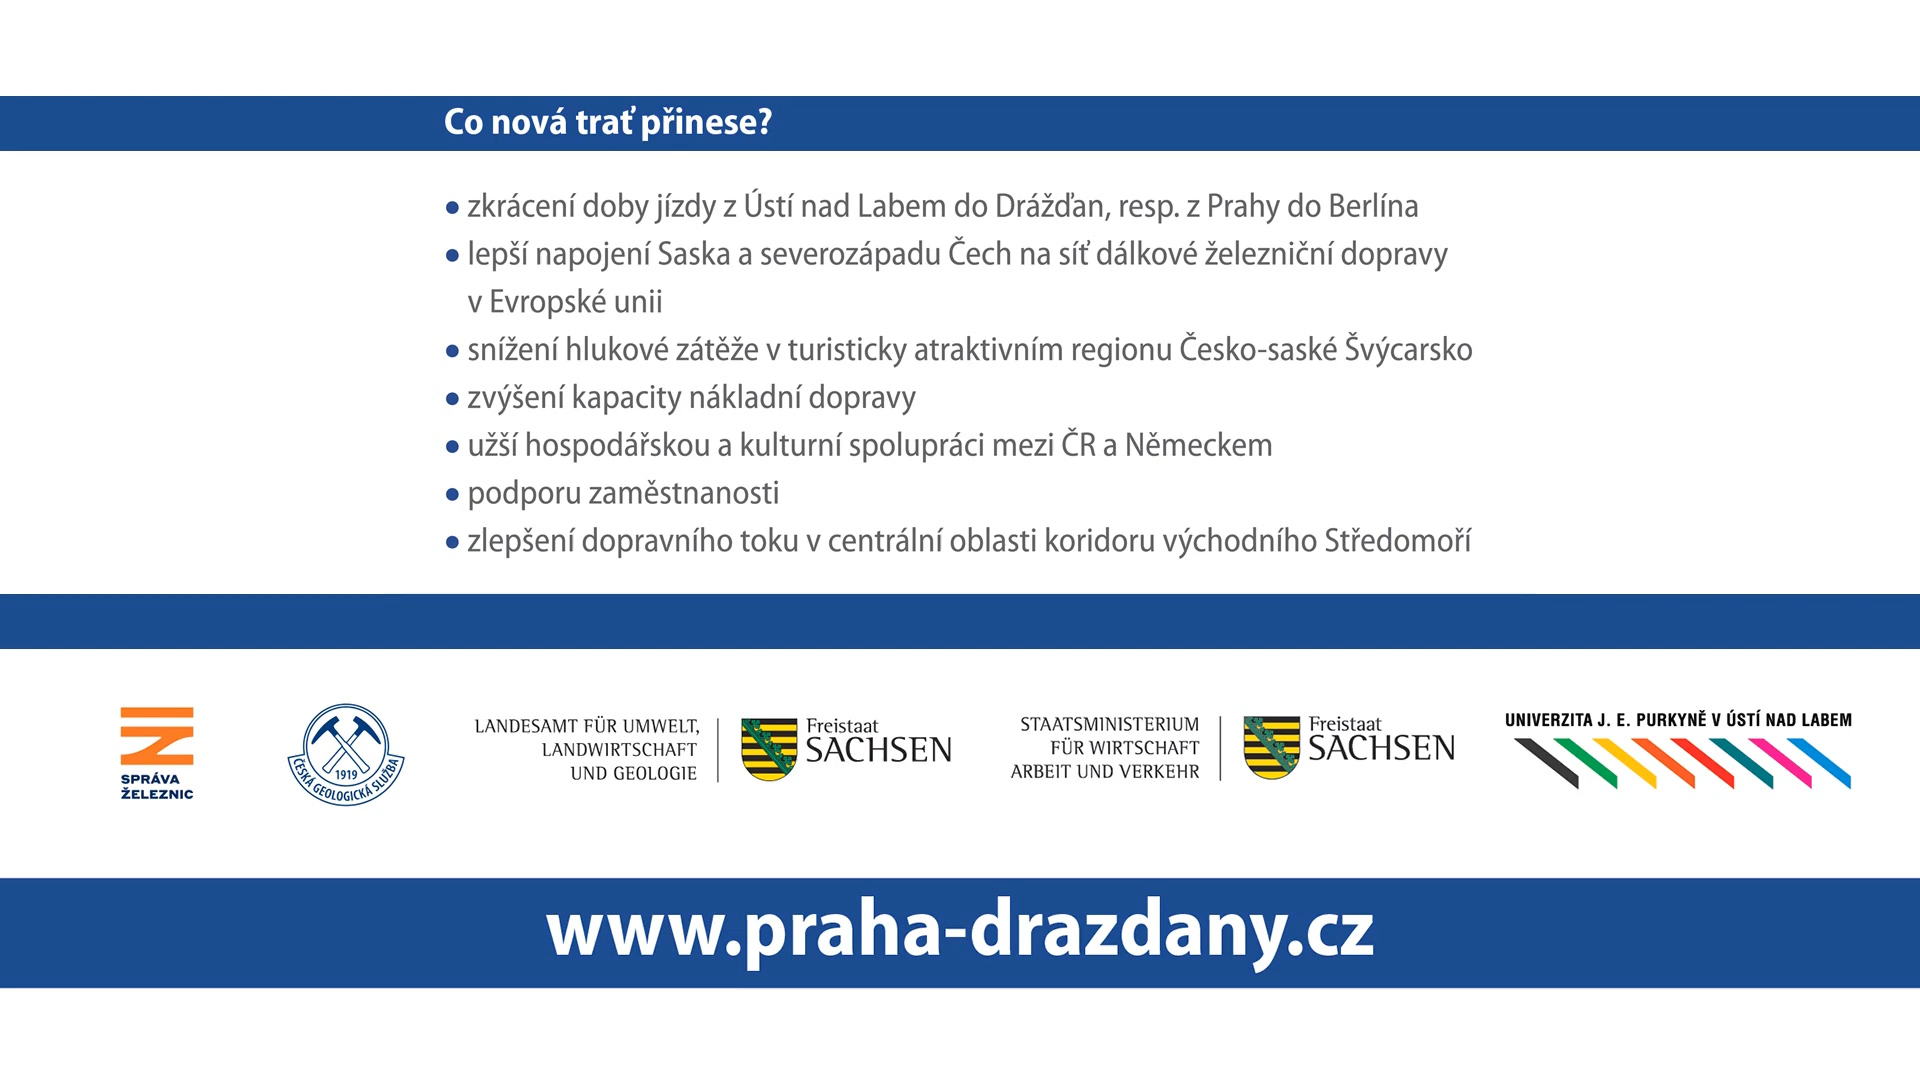 Co nová trať přinese?
• zkrácení doby jízdy z Ústí nad Labem do Drážďan, resp. z Prahy do Berlína
• lepší napojení Saska a severozápadu Čech na síť dálkové železniční dopravy
v Evropské unii
• snížení hlukové zátěže v turisticky atraktivním regionu Česko-saské Švýcarsko
• zvýšení kapacity nákladní dopravy
• užší hospodářskou a kulturní spolupráci mezi ČR a Německem
• podporu zaměstnanosti
• zlepšení dopravního toku v centrální oblasti koridoru východního Středomoří
SPRÁVA
ŽELEZNIC
1919
ČESKÁ GEOLOGICKÁ SLUŽBA
LANDESAMT FÜR UMWELT,
LANDWIRTSCHAFT
UND GEOLOGIE
Freistaat
SACHSEN
STAATSMINISTERIUM
FÜR WIRTSCHAFT
ARBEIT UND VERKEHR
Freistaat
SACHSEN
UNIVERZITA J. E. PURKYNĚ V ÚSTÍ NAD LABEM
www.praha-drazdany.cz